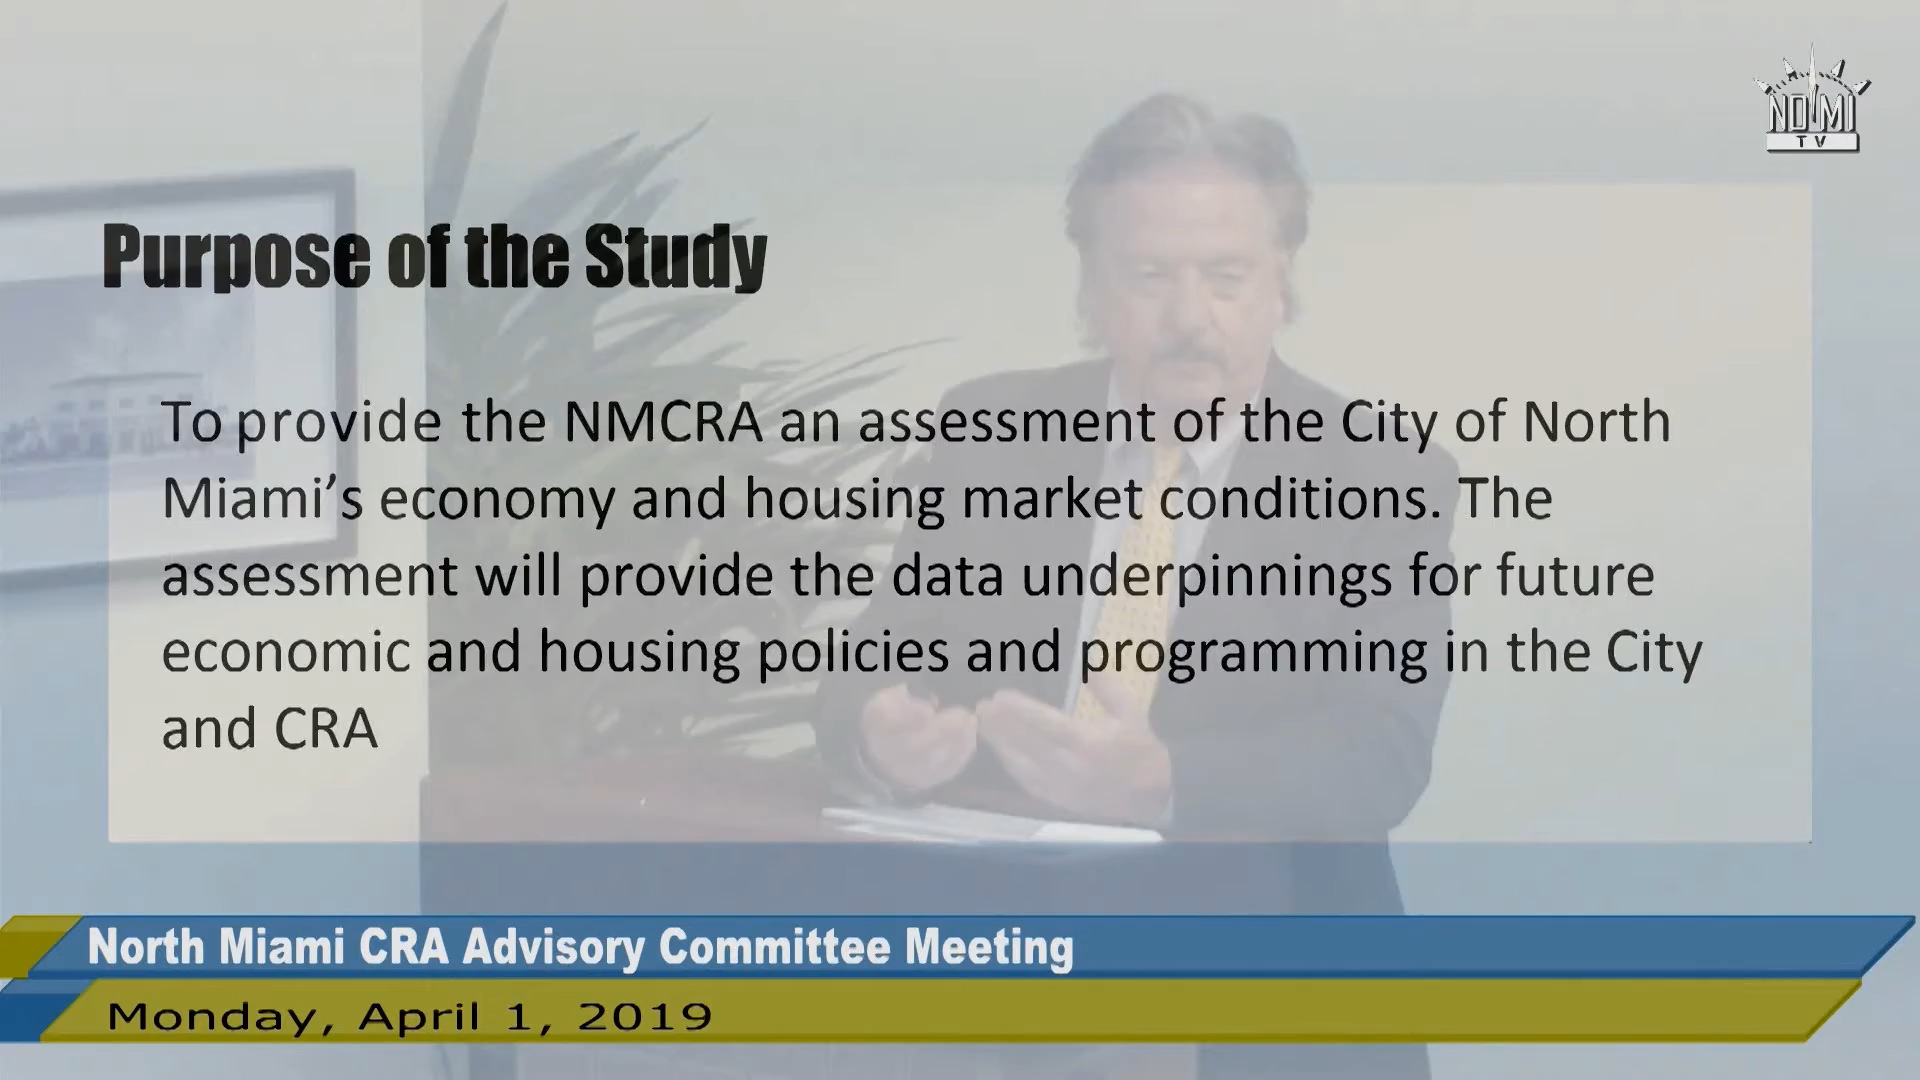 NOMI
TV
Purpose of the Study
To provide the NMCRA an assessment of the City of North
Miami’s economy and housing market conditions. The
assessment will provide the data underpinnings for future
economic and housing policies and programming in the City
and CRA
North Miami CRA Advisory Committee Meeting
Monday, April 1, 2019